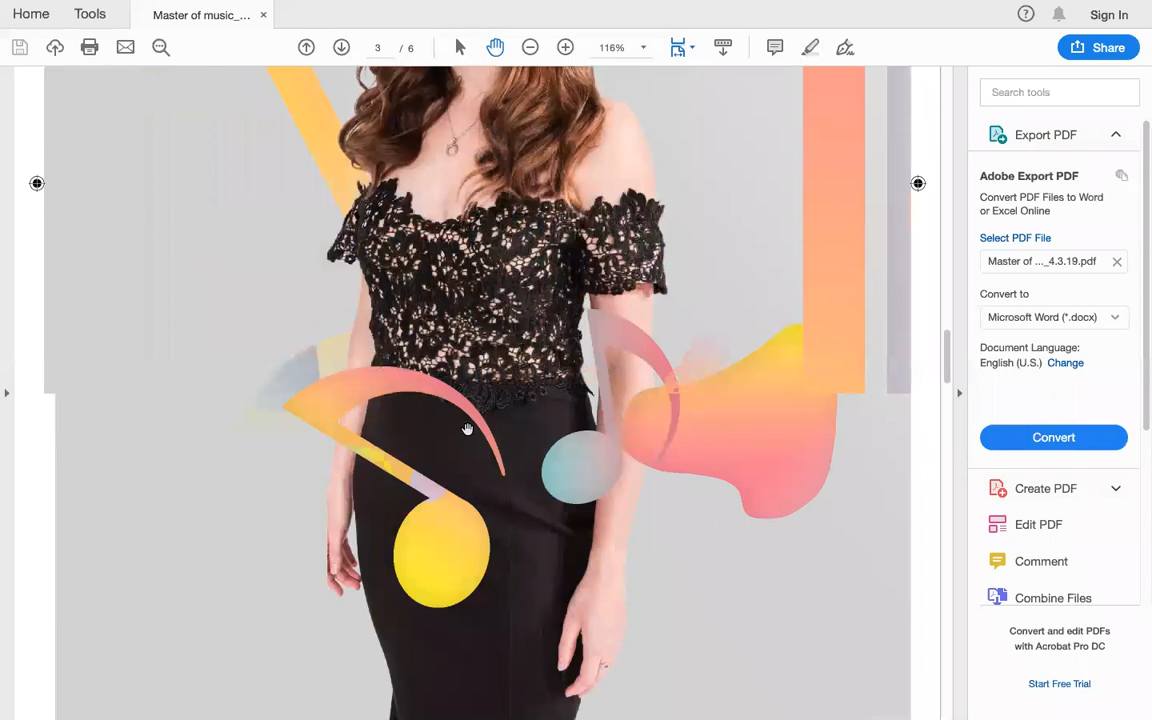 Home
Tools
Master of music_...
Sign In
3 / 6
116%
Share
Search tools
Export PDF
Adobe Export PDF
Convert PDF Files to Word
or Excel Online
Select PDF File
Master of ..._4.3.19.pdf
Convert to
Microsoft Word (*.docx)
Document Language:
English (U.S.) Change
Convert
Create PDF
Edit PDF
Comment
Combine Files
Convert and edit PDFs
with Acrobat Pro DC
Start Free Trial